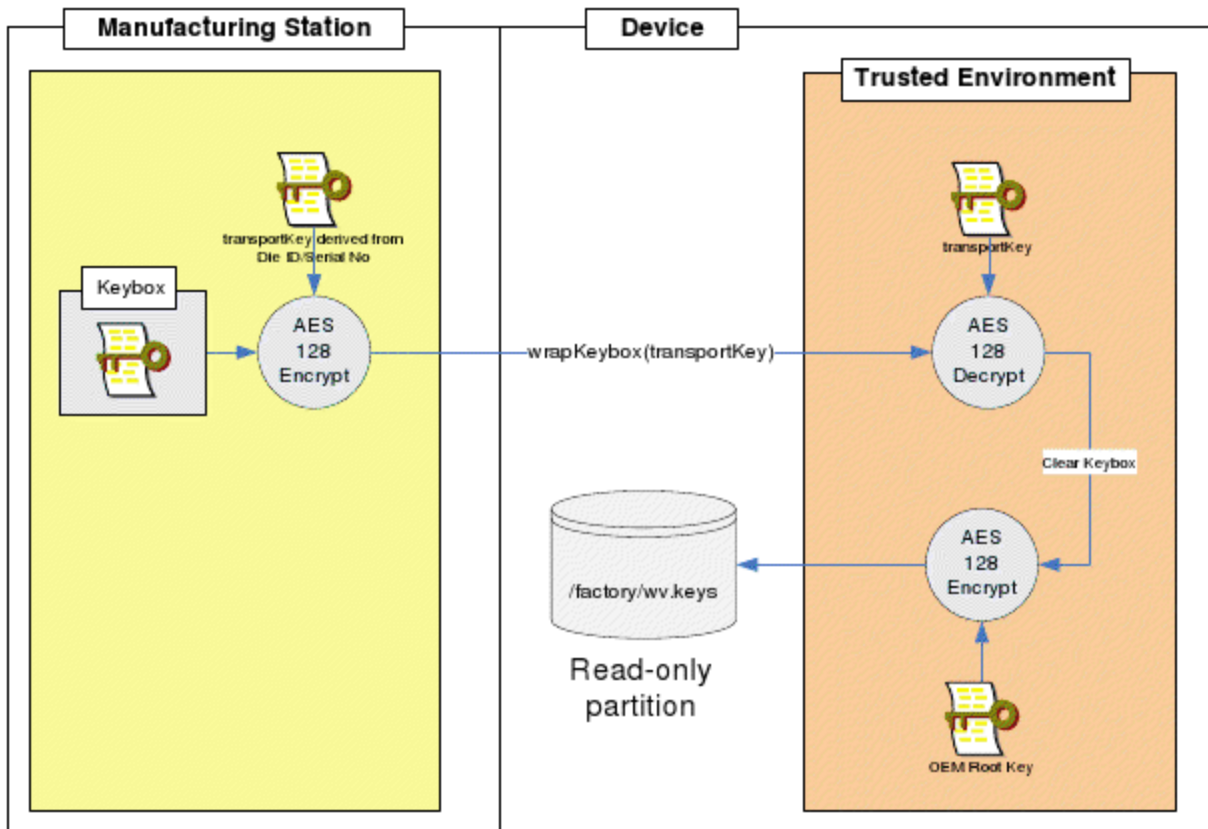 Manufacturing Station
Device
Trusted Environment
transportKey derived from
Die ID/Serial No
transportKey
Keybox
AES
128
Encrypt
wrapKeybox(transportKey)
AES
128
Decrypt
Clear Keybox
AES
128
Encrypt
/factory/wv.keys
Read-only
partition
OEM Root Key